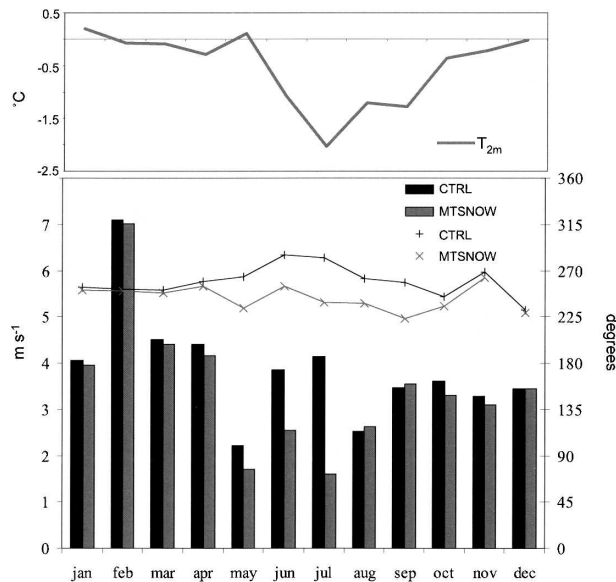 0.5
-0.5
-1.5
-2.5
°C
T2m
CTRL
MTSNOW
CTRL
MTSNOW
7
6
5
4
3
2
1
0
m s-1
360
315
270
225
180
135
90
45
0
degrees
jan feb mar apr may jun jul aug sep oct nov dec